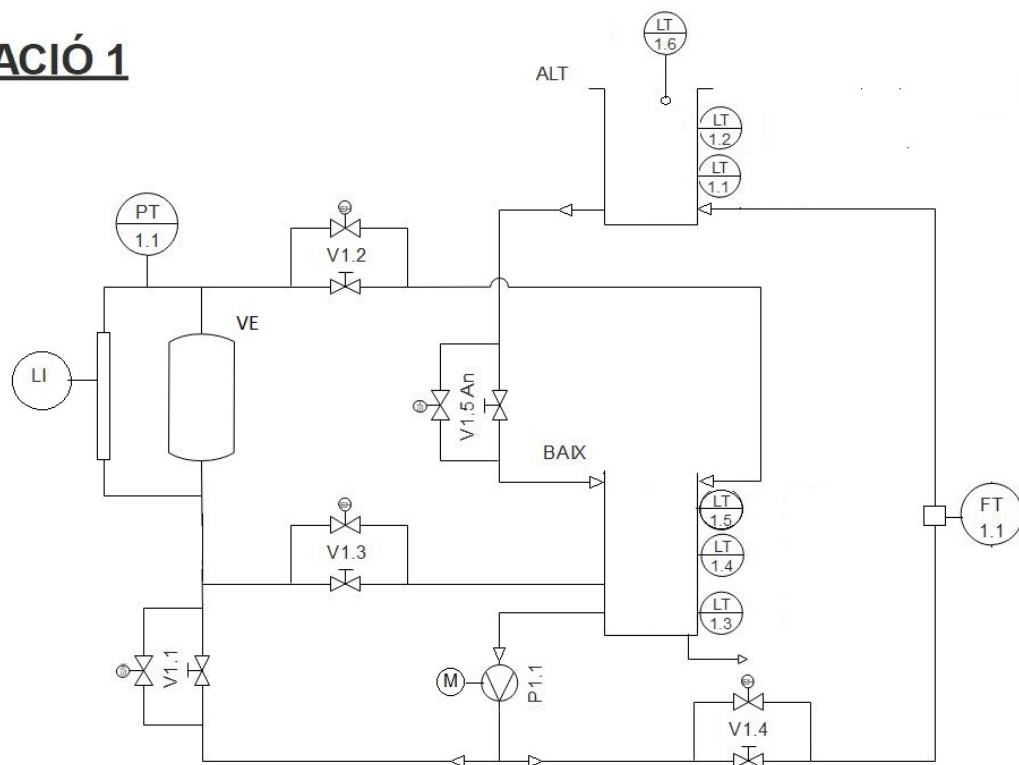 ACIÓ 1
LT
1.6
ALT
LT
1.2
LT
1.1
PT
1.1
V1.2
VE
LI
V1.5 An
BAIX
LT
1.5
LT
1.4
LT
1.3
FT
1.1
V1.3
V1.1
M
P1.1
V1.4